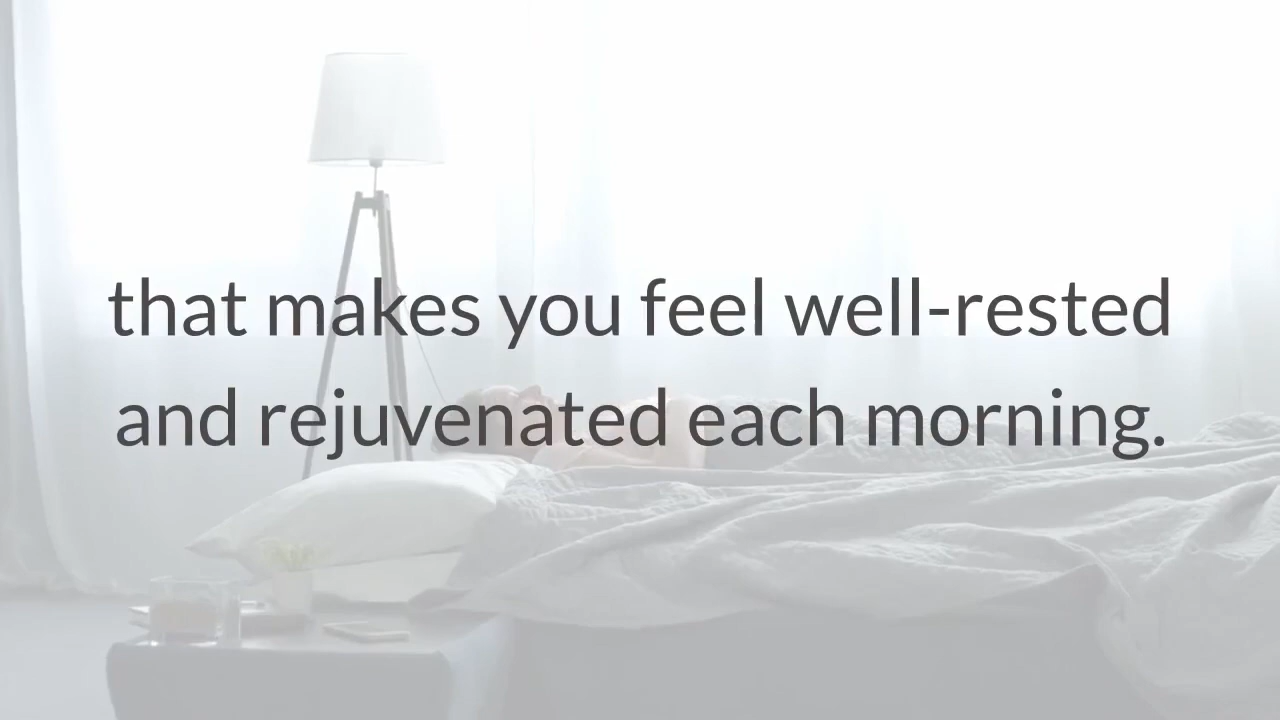 that makes you feel well-rested
and rejuvenated each morning.